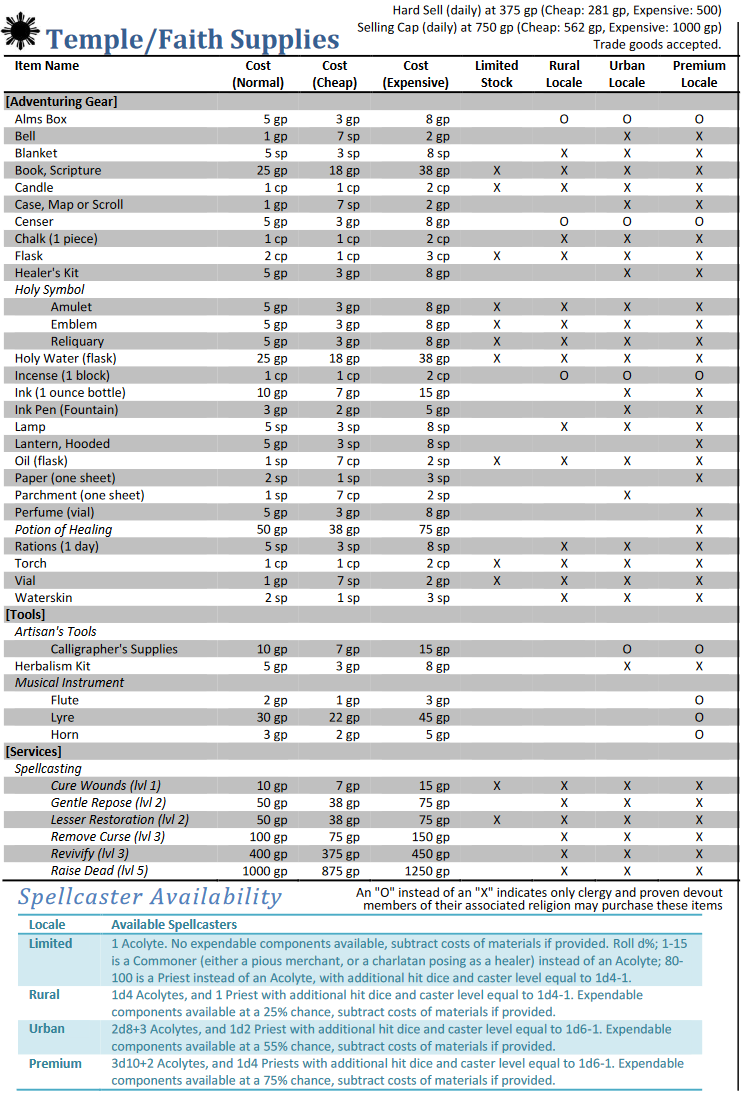 Hard Sell (daily) at 375 gp (Cheap: 281 gp, Expensive: 500)
Selling Cap (daily) at 750 gp (Cheap: 562 gp, Expensive: 1000 gp)
Trade goods accepted.
Temple/Faith Supplies
Item Name Cost (Normal) Cost (Cheap) Cost (Expensive) Limited Stock Rural Locale Urban Locale Premium Locale
[Adventuring Gear]
Alms Box 5 gp 3 gp 8 gp O O O
Bell 1 gp 7 sp 2 gp X X
Blanket 5 sp 3 sp 8 sp X X X
Book, Scripture 25 gp 18 gp 38 gp X X X X
Candle 1 cp 1 cp 2 cp X X X X
Case, Map or Scroll 1 gp 7 sp 2 gp X X
Censer 5 gp 3 gp 8 gp O O O
Chalk (1 piece) 1 cp 1 cp 2 cp X X X
Flask 2 cp 1 cp 3 cp X X X X
Healer's Kit 5 gp 3 gp 8 gp X X
Holy Symbol
Amulet 5 gp 3 gp 8 gp X X X X
Emblem 5 gp 3 gp 8 gp X X X X
Reliquary 5 gp 3 gp 8 gp X X X X
Holy Water (flask) 25 gp 18 gp 38 gp X X X X
Incense (1 block) 1 cp 1 cp 2 cp O O O
Ink (1 ounce bottle) 10 gp 7 gp 15 gp X X
Ink Pen (Fountain) 3 gp 2 gp 5 gp X X
Lamp 5 sp 3 sp 8 sp X X X
Lantern, Hooded 5 gp 3 sp 8 sp X
Oil (flask) 1 sp 7 cp 2 sp X X X X
Paper (one sheet) 2 sp 1 sp 3 sp X
Parchment (one sheet) 1 sp 7 cp 2 sp X
Perfume (vial) 5 gp 3 gp 8 gp X
Potion of Healing 50 gp 38 gp 75 gp X
Rations (1 day) 5 sp 3 sp 8 sp X X X
Torch 1 cp 1 cp 2 cp X X X X
Vial 1 gp 7 sp 2 gp X X X X
Waterskin 2 sp 1 sp 3 sp X X X
[Tools]
Artisan's Tools
Calligrapher's Supplies 10 gp 7 gp 15 gp O O
Herbalism Kit 5 gp 3 gp 8 gp X X
Musical Instrument
Flute 2 gp 1 gp 3 gp O
Lyre 30 gp 22 gp 45 gp O
Horn 3 gp 2 gp 5 gp O
[Services]
Spellcasting
Cure Wounds (lvl 1) 10 gp 7 gp 15 gp X X X X
Gentle Repose (lvl 2) 50 gp 38 gp 75 gp X X X
Lesser Restoration (lvl 2) 50 gp 38 gp 75 gp X X X X
Remove Curse (lvl 3) 100 gp 75 gp 150 gp X X X
Revivify (lvl 3) 400 gp 375 gp 450 gp X X X
Raise Dead (lvl 5) 1000 gp 875 gp 1250 gp X X X
Spellcaster Availability
An "O" instead of an "X" indicates only clergy and proven devout
members of their associated religion may purchase these items
Locale Available Spellcasters
Limited 1 Acolyte. No expendable components available, subtract costs of materials if provided. Roll d%; 1-15
is a Commoner (either a pious merchant, or a charlatan posing as a healer) instead of an Acolyte; 80-
100 is a Priest instead of an Acolyte, with additional hit dice and caster level equal to 1d4-1.
Rural 1d4 Acolytes, and 1 Priest with additional hit dice and caster level equal to 1d4-1. Expendable
components available at a 25% chance, subtract costs of materials if provided.
Urban 2d8+3 Acolytes, and 1d2 Priest with additional hit dice and caster level equal to 1d6-1. Expendable
components available at a 55% chance, subtract costs of materials if provided.
Premium 3d10+2 Acolytes, and 1d4 Priests with additional hit dice and caster level equal to 1d6-1. Expendable
components available at a 75% chance, subtract costs of materials if provided.